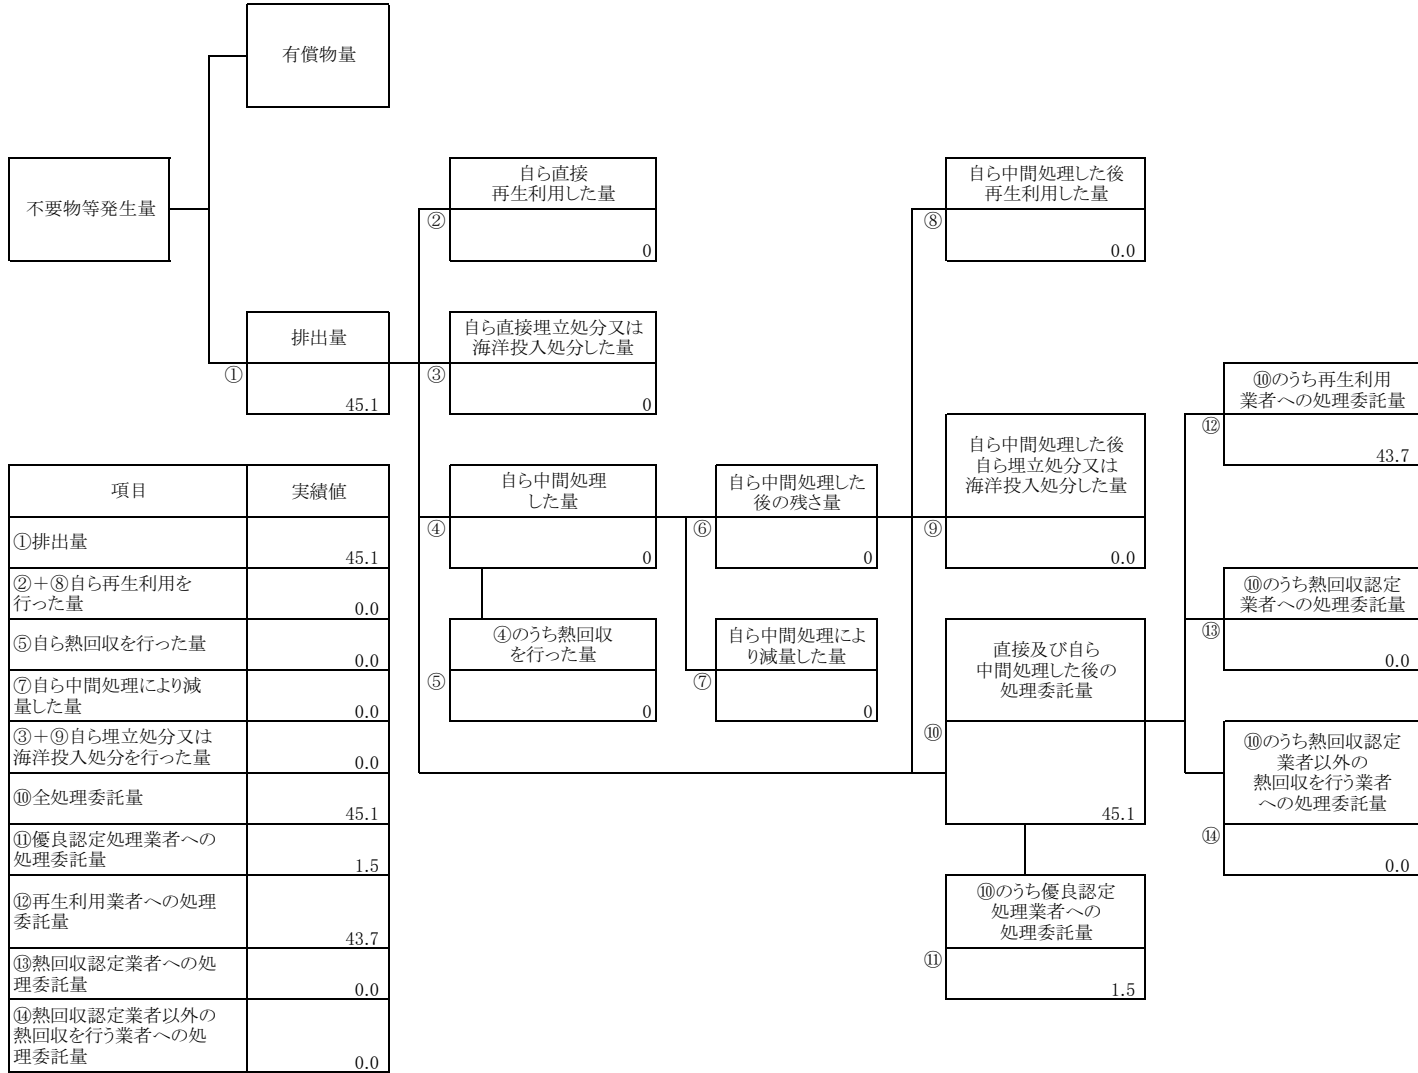 有償物量
不要物等発生量
自ら直接
再生利用した量
②
0
自ら中間処理した後
再生利用した量
⑧
0.0
排出量
①
45.1
自ら直接埋立処分又は
海洋投入処分した量
③
0
⑩のうち再生利用
業者への処理委託量
⑫
43.7
自ら中間処理
した量
④
0
自ら中間処理した
後の残さ量
⑥
0
自ら中間処理した後
自ら埋立処分又は
海洋投入処分した量
⑨
0.0
⑩のうち熱回収認定
業者への処理委託量
⑬
0.0
④のうち熱回収
を行った量
⑤
0
自ら中間処理によ
り減量した量
⑦
0
直接及び自ら
中間処理した後の
処理委託量
⑩
45.1
⑩のうち熱回収認定
業者以外の
熱回収を行う業者
への処理委託量
⑭
0.0
⑩のうち優良認定
処理業者への
処理委託量
⑪
1.5
項目
実績値
①排出量
45.1
②＋⑧自ら再生利用を
行った量
0.0
⑤自ら熱回収を行った量
0.0
⑦自ら中間処理により減
量した量
0.0
③＋⑨自ら埋立処分又は
海洋投入処分を行った量
0.0
⑩全処理委託量
45.1
⑪優良認定処理業者への
処理委託量
1.5
⑫再生利用業者への処理
委託量
43.7
⑬熱回収認定業者への処
理委託量
0.0
⑭熱回収認定業者以外の
熱回収を行う業者への処
理委託量
0.0